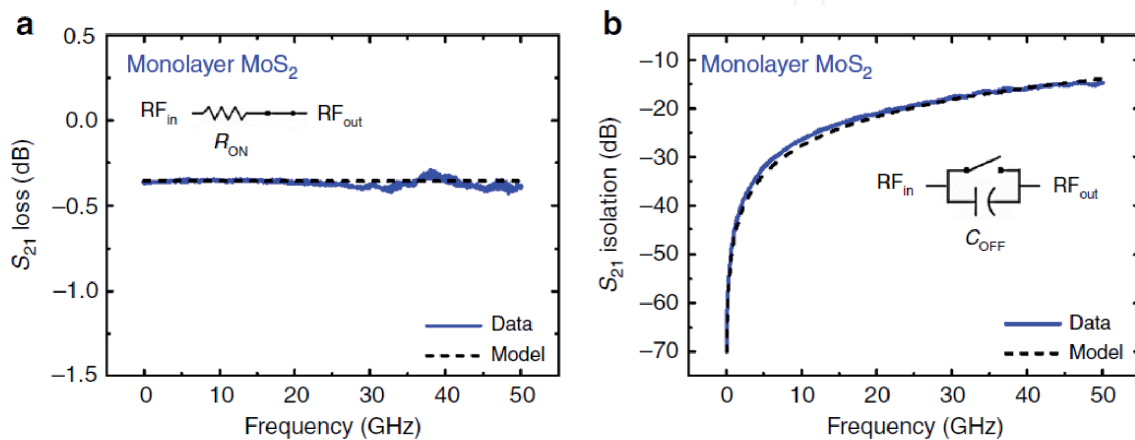 a
0.5
0.0
−0.5
−1.0
−1.5
S21 loss (dB)
Monolayer MoS2
RFin
RFout
RON
Data
Model
0 10 20 30 40 50
Frequency (GHz)
b
−10
−20
−30
−40
−50
−60
−70
S21 isolation (dB)
Monolayer MoS2
RFin
RFout
COFF
Data
Model
0 10 20 30 40 50
Frequency (GHz)